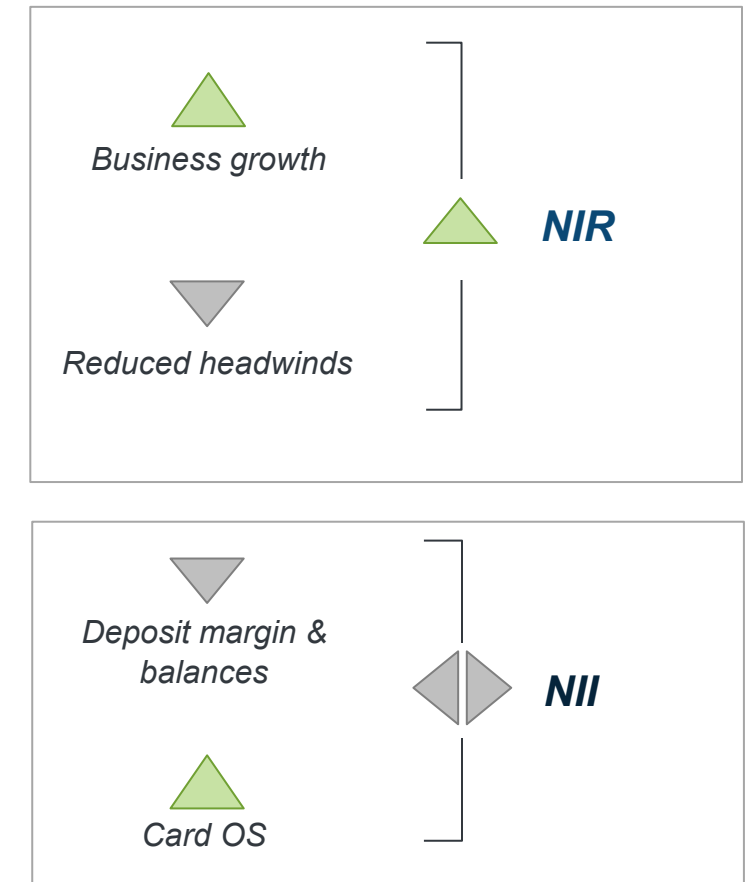 Business growth
NIR
Reduced headwinds
Deposit margin &
balances
NII
Card OS